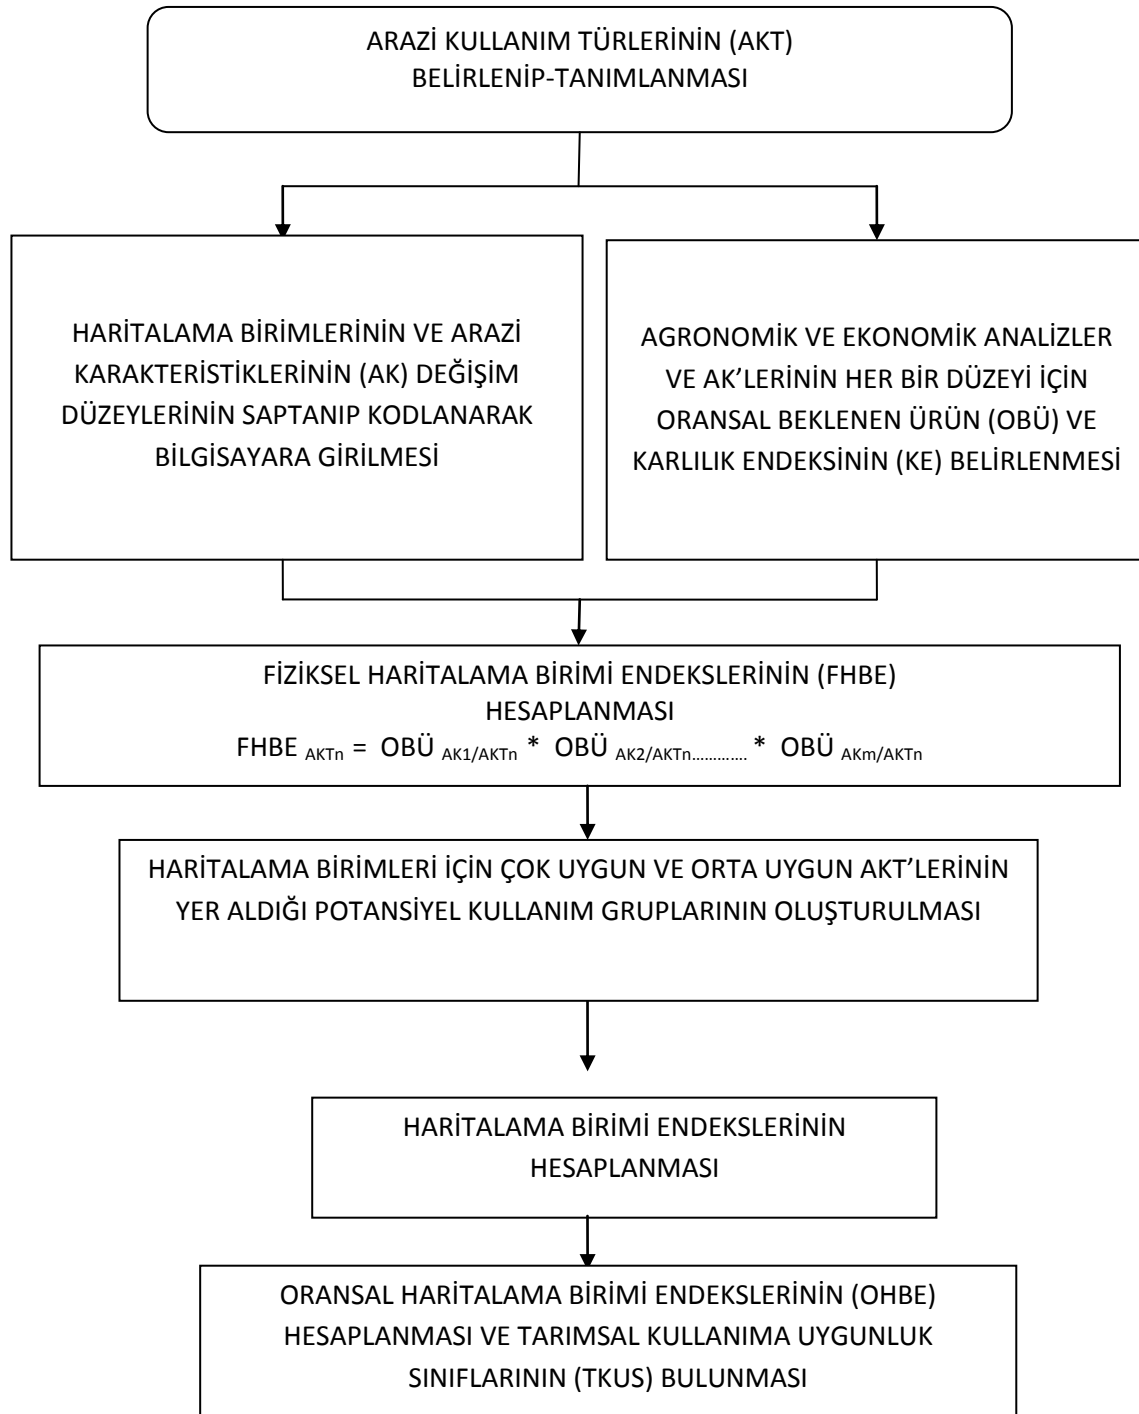 ARAZİ KULLANIM TÜRLERİNİN (AKT)
BELİRLENİP-TANIMLANMASI
HARİTALAMA BİRİMLERİNİN VE ARAZİ
KARAKTERİSTİKLERİNİN (AK) DEĞİŞİM
DÜZEYLERİNİN SAPTANIP KODLANARAK
BİLGİSAYARA GİRİLMESİ
AGRONOMİK VE EKONOMİK ANALİZLER
VE AK’LERİNİN HER BİR DÜZEYİ İÇİN
ORANSAL BEKLENEN ÜRÜN (OBÜ) VE
KARLILIK ENDEKSİNİN (KE) BELİRLENMESİ
FİZİKSEL HARİTALAMA BİRİMİ ENDEKSLERİNİN (FHBE)
HESAPLANMASI
FHBE AKTn = OBÜ AK1/AKTn * OBÜ AK2/AKTn............. * OBÜ AKm/AKTn
HARİTALAMA BİRİMLERİ İÇİN ÇOK UYGUN VE ORTA UYGUN AKT’LERİNİN
YER ALDIĞI POTANSİYEL KULLANIM GRUPLARININ OLUŞTURULMASI
HARİTALAMA BİRİMİ ENDEKSLERİNİN
HESAPLANMASI
ORANSAL HARİTALAMA BİRİMİ ENDEKSLERİNİN (OHBE)
HESAPLANMASI VE TARIMSAL KULLANIMA UYGUNLUK
SINIFLARININ (TKUS) BULUNMASI